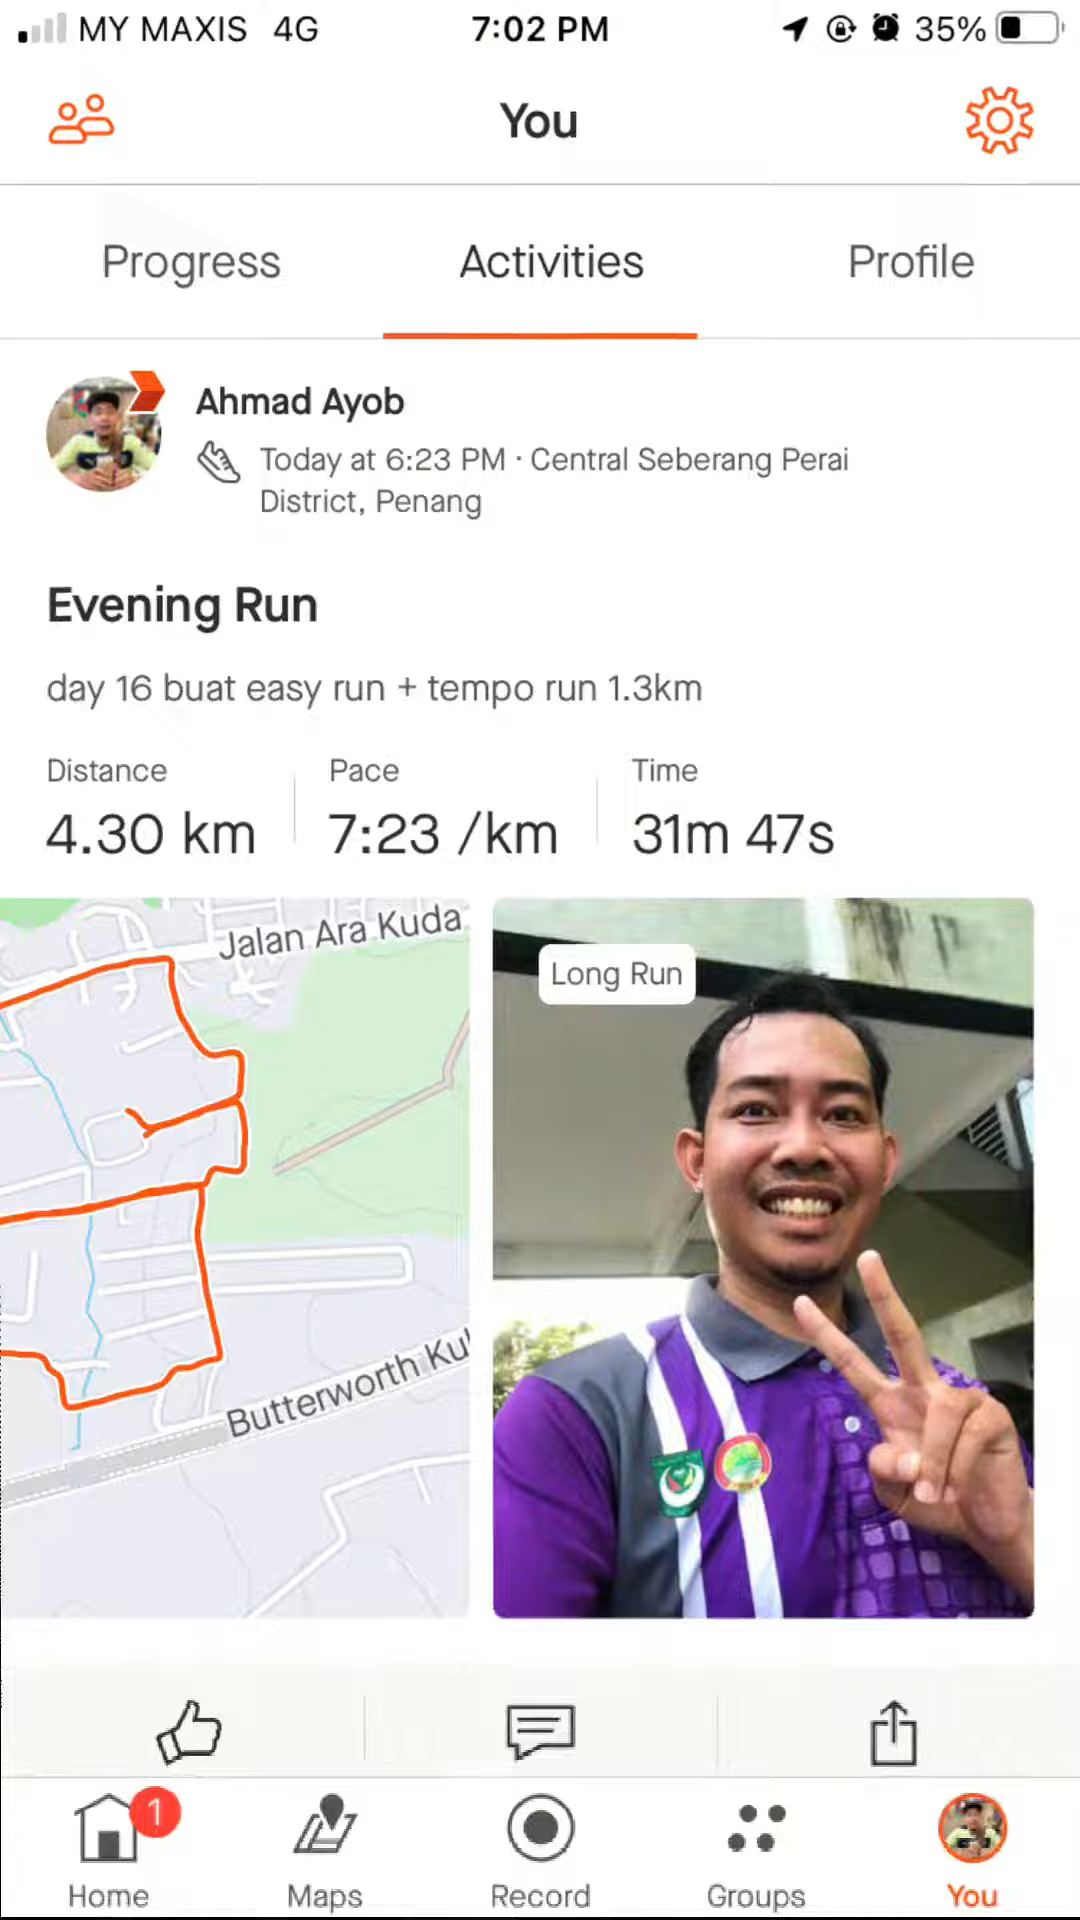 MY MAXIS 4G 7:02 PM 35%
You
Progress Activities Profile
Ahmad Ayob
Today at 6:23 PM · Central Seberang Perai
District, Penang
Evening Run
day 16 buat easy run + tempo run 1.3km
Distance Pace Time
4.30 km 7:23 /km 31m 47s
Jalan Ara Kuda
Long Run
Butterworth Ku
1
Home Maps Record Groups You